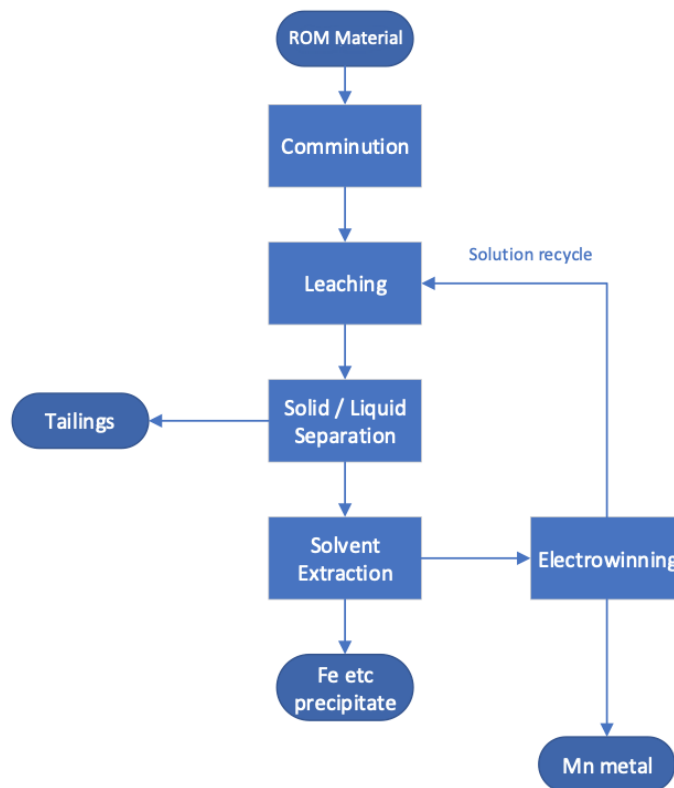 ROM Material
Comminution
Solution recycle
Leaching
Solid / Liquid
Separation
Tailings
Solvent
Extraction
Electrowinning
Fe etc
precipitate
Mn metal